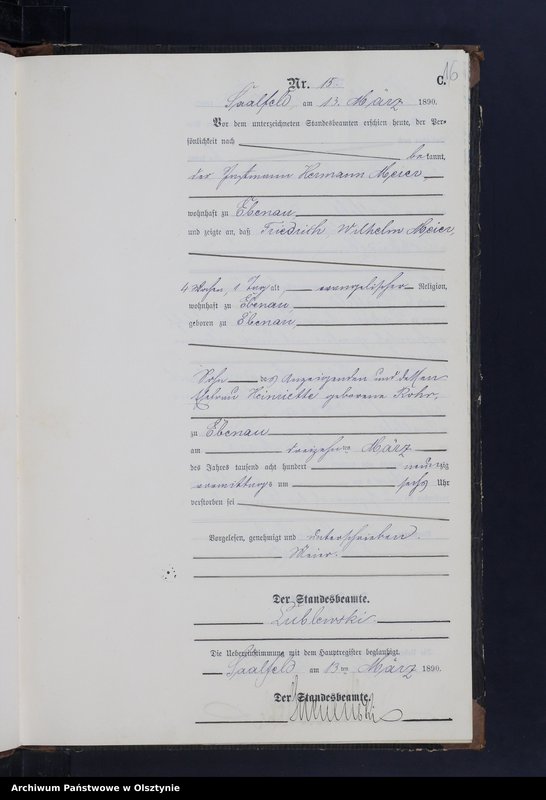 16
Nr. 15. C.
Saalfeld, am 13. März 1890.
Vor dem unterzeichneten Standesbeamten erschien heute, der Per-
sönlichkeit nach
bekannt,
der Hermann Meier
wohnhaft zu Ebenau,
und zeigte an, daß Friedrich Wilhelm Meier,
4 Wochen, 1 Tag alt, evangelischer Religion,
wohnhaft zu Ebenau,
geboren zu Ebenau,
Sohn des Anzeigenden und dessen
Ehefrau Heinriette geborene Rohr,
zu Ebenau
am dreizehnten März
des Jahres tausend acht hundert neunzig
vormittags um sechs Uhr
verstorben sei
Vorgelesen, genehmigt und unterschrieben.
Meier.
Der Standesbeamte.
Lublewski.
Die Uebereinstimmung mit dem Hauptregister beglaubigt.
Saalfeld, am 13ten März 1890.
Der Standesbeamte.
Archiwum Państwowe w Olsztynie